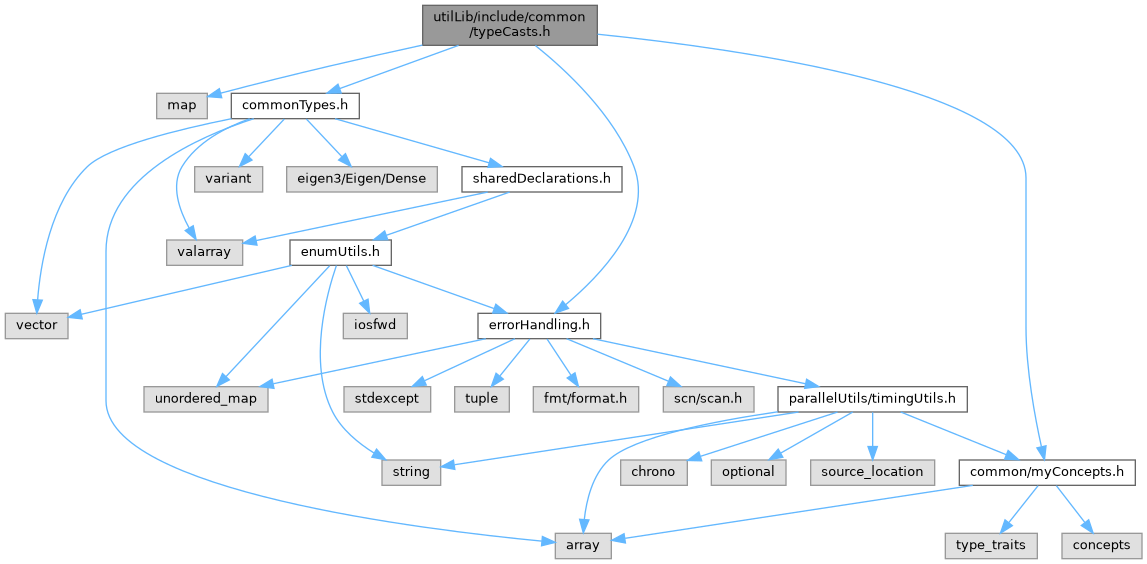 utilLib/include/common
/typeCasts.h
map
commonTypes.h
variant
eigen3/Eigen/Dense
sharedDeclarations.h
valarray
enumUtils.h
vector
iosfwd
errorHandling.h
unordered_map
stdexcept
tuple
fmt/format.h
scn/scan.h
parallelUtils/timingUtils.h
string
chrono
optional
source_location
common/myConcepts.h
array
type_traits
concepts